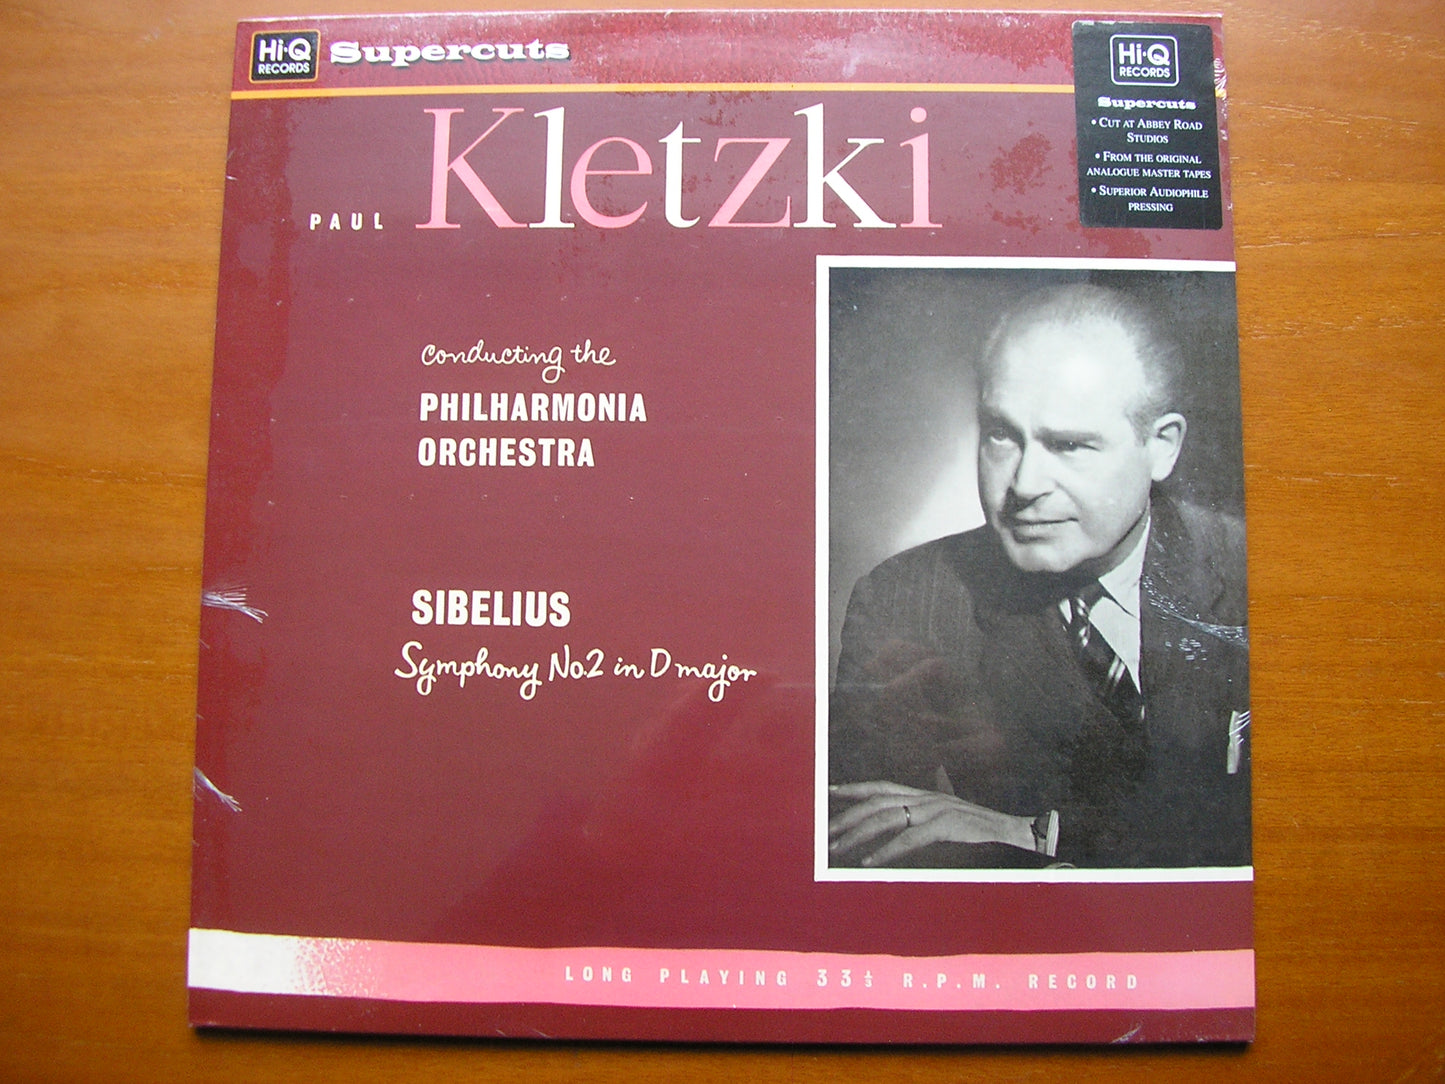 Hi-Q
RECORDS
Supercuts
PAUL Kletzki
Hi-Q
RECORDS
Supercuts
• CUT AT ABBEY ROAD
STUDIOS
• FROM THE ORIGINAL
ANALOGUE MASTER TAPES
• SUPERIOR AUDIOPHILE
PRESSING
conducting the
PHILHARMONIA
ORCHESTRA
SIBELIUS
Symphony No.2 in D major
LONG PLAYING 33⅓ R.P.M. RECORD